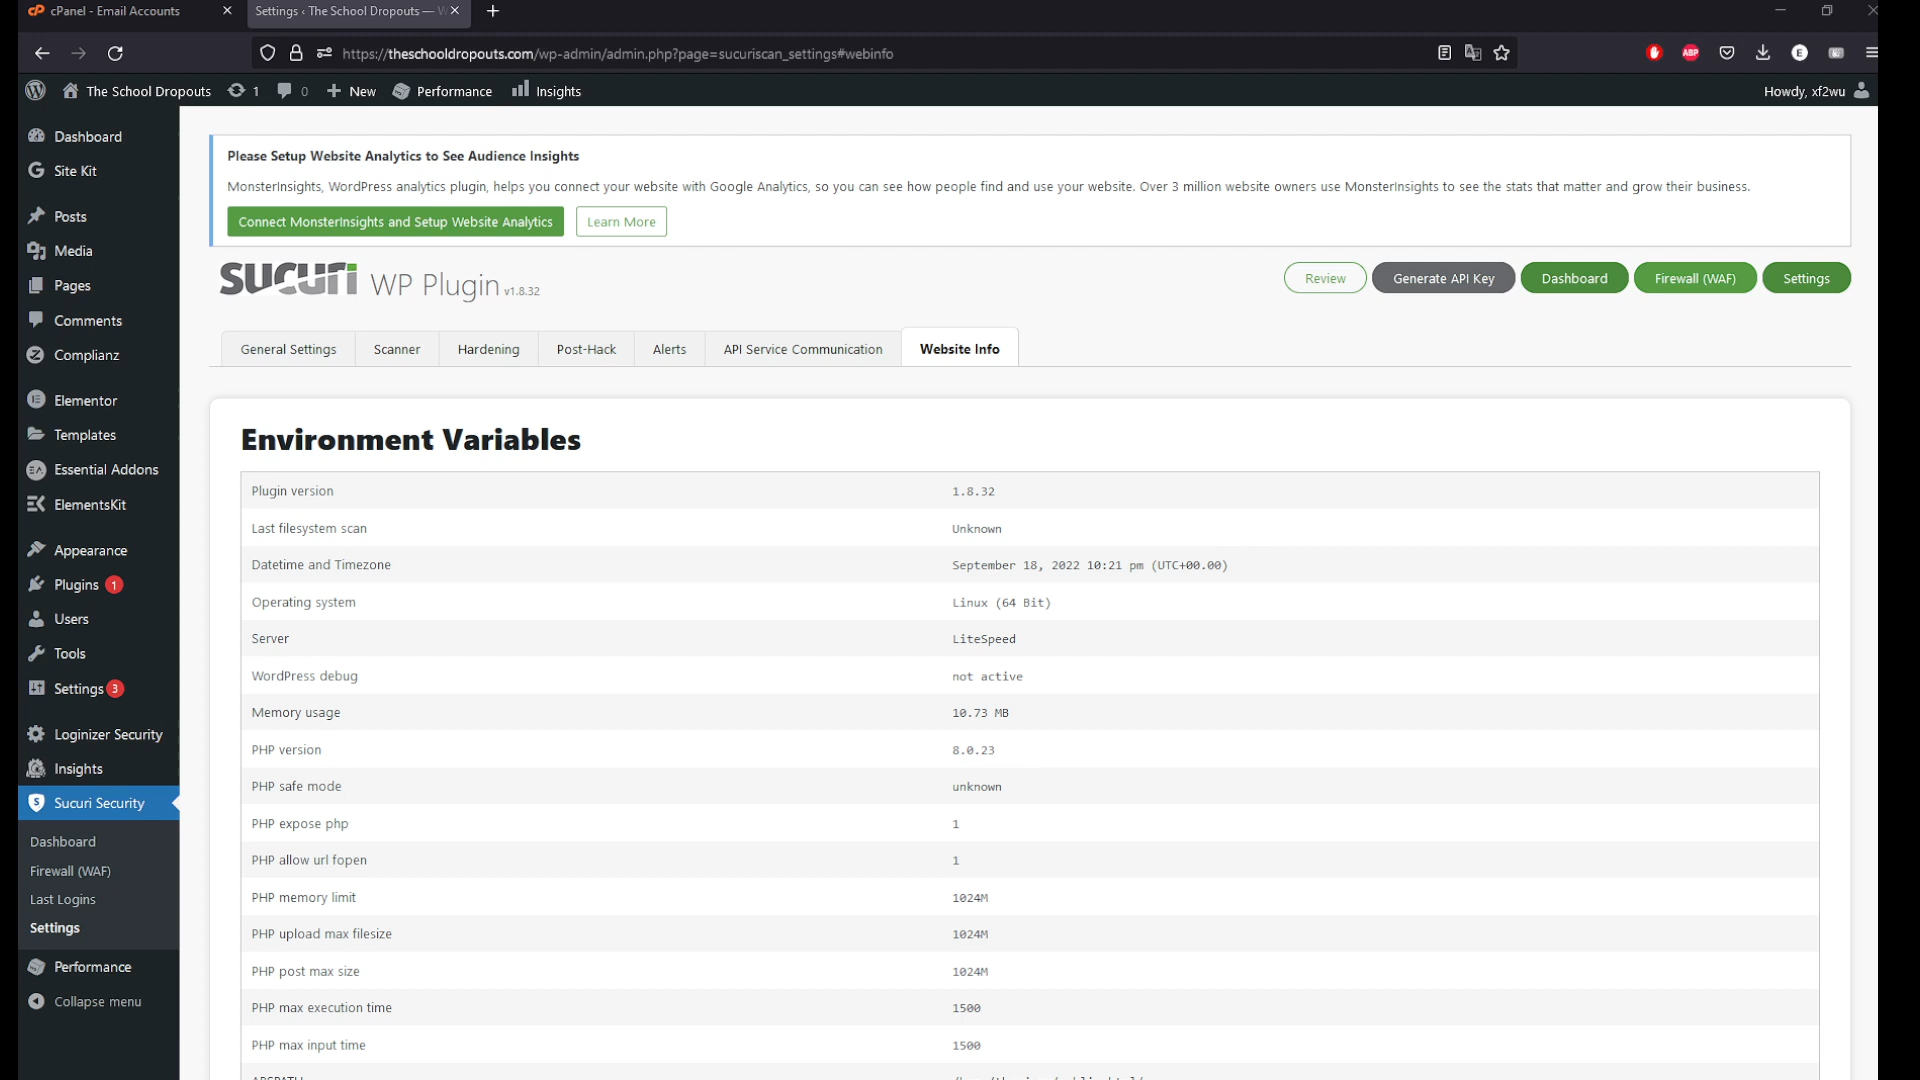 cPanel - Email Accounts
Settings ‹ The School Dropouts — W
https://theschooldropouts.com/wp-admin/admin.php?page=sucuriscan_settings#webinfo
ABP
E
The School Dropouts
1
0
New
Performance
Insights
Howdy, xf2wu
Dashboard
Site Kit
Posts
Media
Pages
Comments
Complianz
Elementor
Templates
Essential Addons
ElementsKit
Appearance
Plugins 1
Users
Tools
Settings 3
Loginizer Security
Insights
Sucuri Security
Dashboard
Firewall (WAF)
Last Logins
Settings
Performance
Collapse menu
Please Setup Website Analytics to See Audience Insights
MonsterInsights, WordPress analytics plugin, helps you connect your website with Google Analytics, so you can see how people find and use your website. Over 3 million website owners use MonsterInsights to see the stats that matter and grow their business.
Connect MonsterInsights and Setup Website Analytics
Learn More
SUCURI WP Plugin v1.8.32
Review
Generate API Key
Dashboard
Firewall (WAF)
Settings
General Settings
Scanner
Hardening
Post-Hack
Alerts
API Service Communication
Website Info
Environment Variables
Plugin version 1.8.32
Last filesystem scan Unknown
Datetime and Timezone September 18, 2022 10:21 pm (UTC+00.00)
Operating system Linux (64 Bit)
Server LiteSpeed
WordPress debug not active
Memory usage 10.73 MB
PHP version 8.0.23
PHP safe mode unknown
PHP expose php 1
PHP allow url fopen 1
PHP memory limit 1024M
PHP upload max filesize 1024M
PHP post max size 1024M
PHP max execution time 1500
PHP max input time 1500